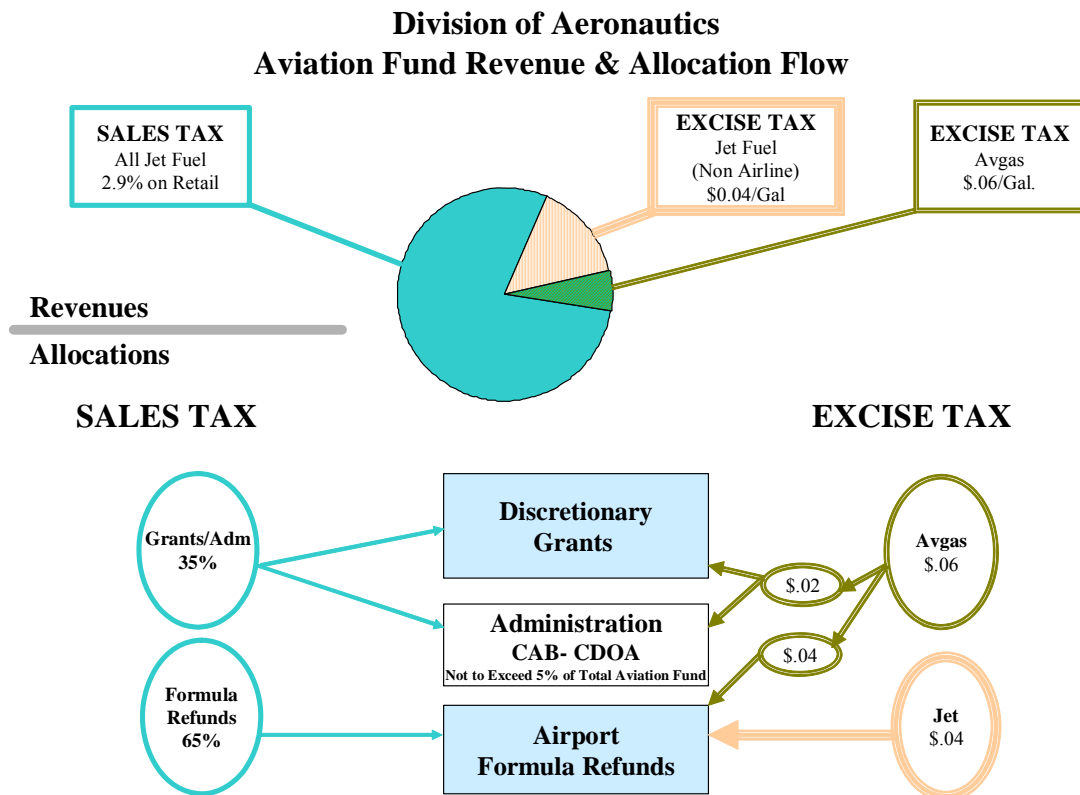 Division of Aeronautics
Aviation Fund Revenue & Allocation Flow
SALES TAX
All Jet Fuel
2.9% on Retail
EXCISE TAX
Jet Fuel
(Non Airline)
$0.04/Gal
EXCISE TAX
Avgas
$.06/Gal.
Revenues
Allocations
SALES TAX
EXCISE TAX
Grants/Adm
35%
Discretionary
Grants
Avgas
$.06
$.02
Administration
CAB- CDOA
Not to Exceed 5% of Total Aviation Fund
$.04
Formula
Refunds
65%
Airport
Formula Refunds
Jet
$.04